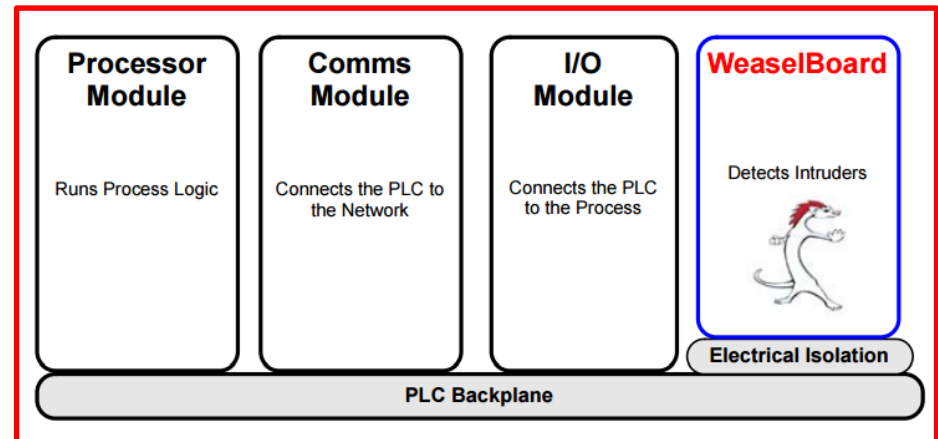 Processor
Module
Runs Process Logic
Comms
Module
Connects the PLC to
the Network
I/O
Module
Connects the PLC
to the Process
WeaselBoard
Detects Intruders
Electrical Isolation
PLC Backplane